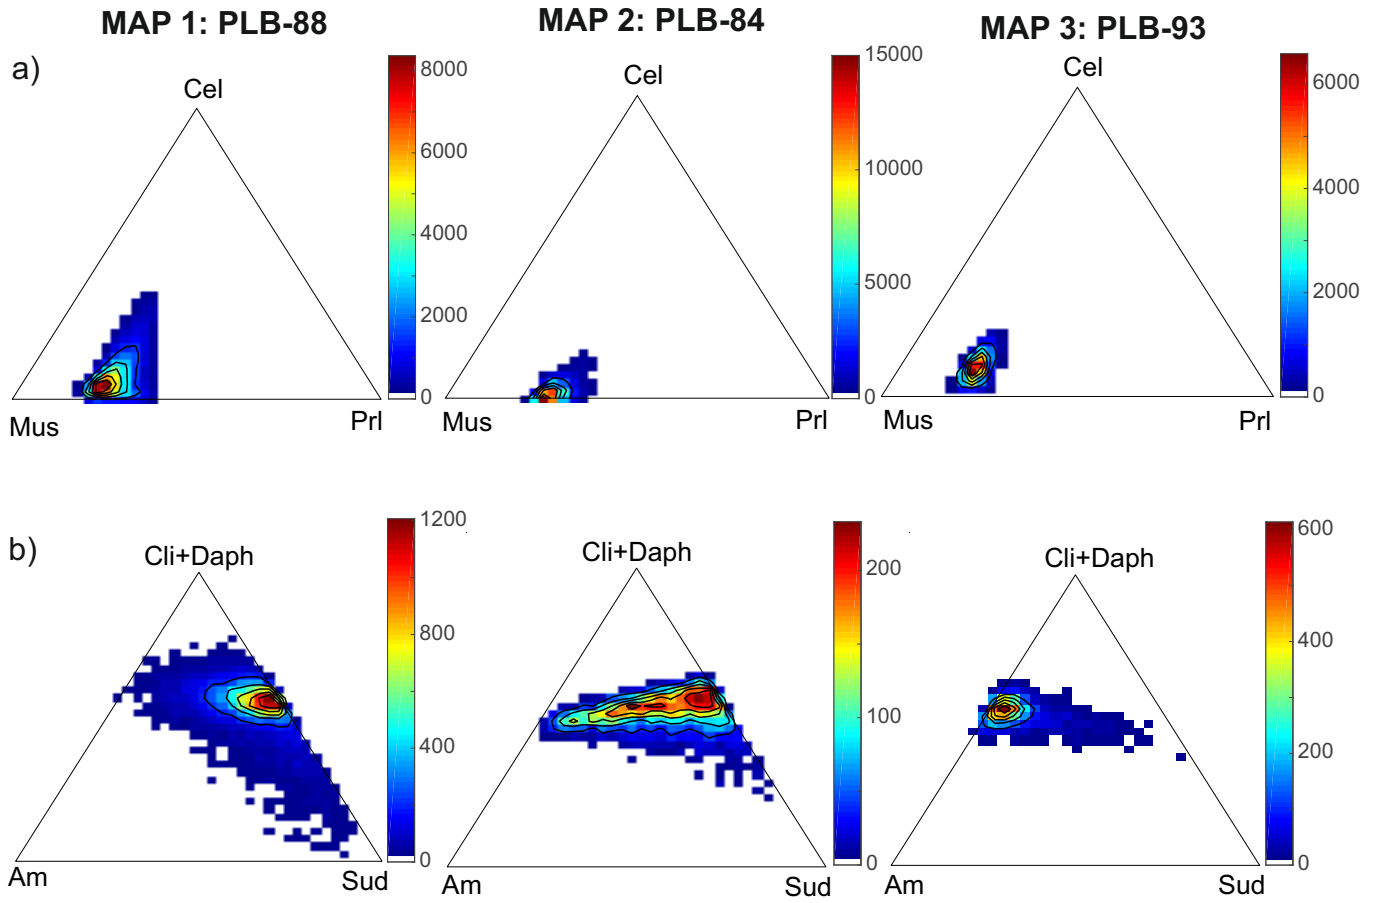 MAP 1: PLB-88
MAP 2: PLB-84
MAP 3: PLB-93
a)
Cel
Mus
Prl
8000
6000
4000
2000
0
Cel
Mus
Prl
15000
10000
5000
0
Cel
Mus
Prl
6000
4000
2000
0
b)
Cli+Daph
Am
Sud
1200
800
400
0
Cli+Daph
Am
Sud
200
100
0
Cli+Daph
Am
Sud
600
400
200
0